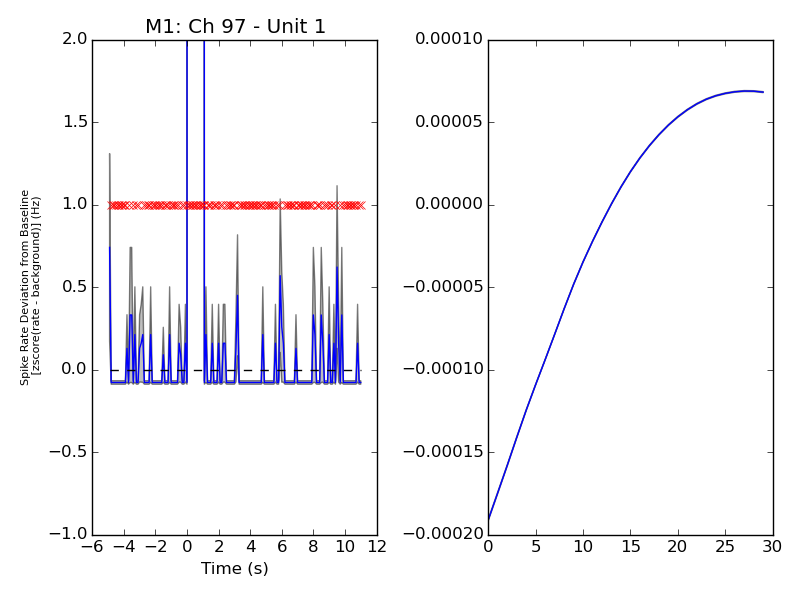 M1: Ch 97 - Unit 1
2.0
1.5
1.0
0.5
0.0
−0.5
−1.0
Spike Rate Deviation from Baseline
[zscore(rate - background)] (Hz)
−6 −4 −2 0 2 4 6 8 10 12
Time (s)
0.00010
0.00005
0.00000
−0.00005
−0.00010
−0.00015
−0.00020
0 5 10 15 20 25 30